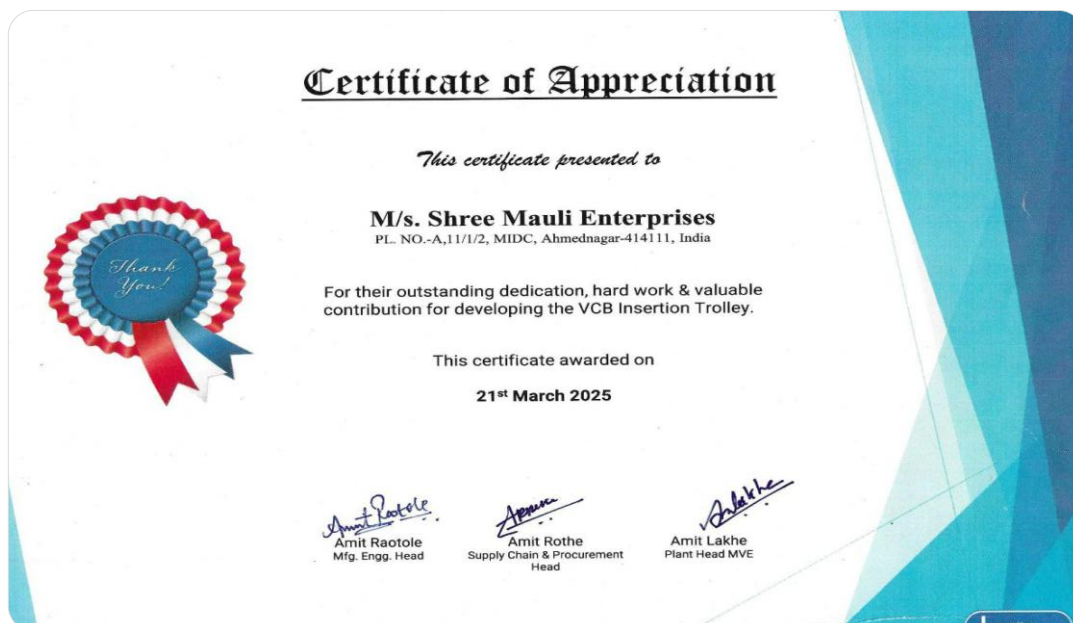 Certificate of Appreciation
This certificate presented to
M/s. Shree Mauli Enterprises
PL. NO.-A,11/1/2, MIDC, Ahmednagar-414111, India
Thank
You!
For their outstanding dedication, hard work & valuable
contribution for developing the VCB Insertion Trolley.
This certificate awarded on
21st March 2025
Amit Raotole
Mfg. Engg. Head
Amit Rothe
Supply Chain & Procurement
Head
Amit Lakhe
Plant Head MVE